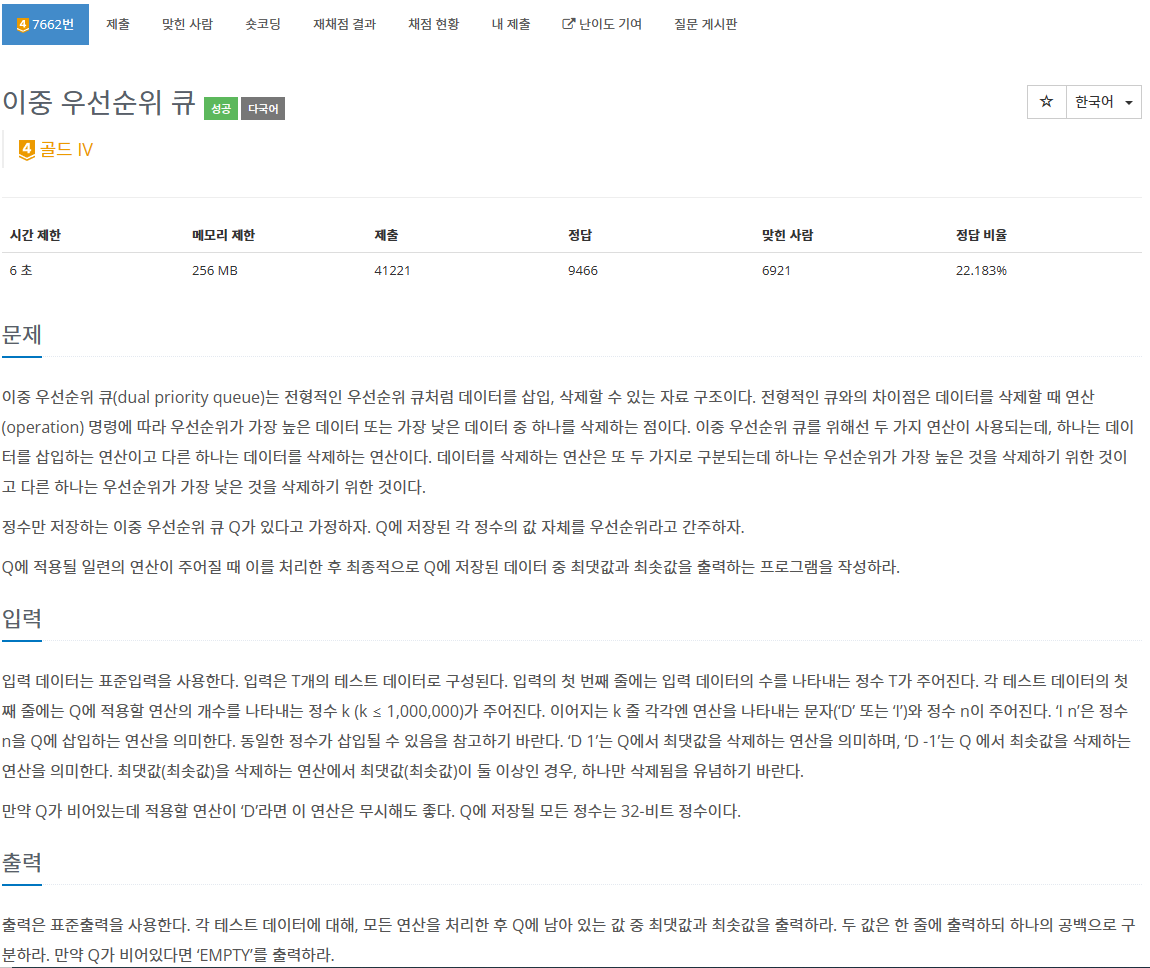 4 7662번 제출 맞힌 사람 숏코딩 재채점 결과 채점 현황 내 제출 난이도 기여 질문 게시판
이중 우선순위 큐 성공 다국어 ☆ 한국어
4 골드 IV
시간 제한 메모리 제한 제출 정답 맞힌 사람 정답 비율
6 초 256 MB 41221 9466 6921 22.183%
문제
이중 우선순위 큐(dual priority queue)는 전형적인 우선순위 큐처럼 데이터를 삽입, 삭제할 수 있는 자료 구조이다. 전형적인 큐와의 차이점은 데이터를 삭제할 때 연산
(operation) 명령에 따라 우선순위가 가장 높은 데이터 또는 가장 낮은 데이터 중 하나를 삭제하는 점이다. 이중 우선순위 큐를 위해선 두 가지 연산이 사용되는데, 하나는 데이
터를 삽입하는 연산이고 다른 하나는 데이터를 삭제하는 연산이다. 데이터를 삭제하는 연산은 또 두 가지로 구분되는데 하나는 우선순위가 가장 높은 것을 삭제하기 위한 것이
고 다른 하나는 우선순위가 가장 낮은 것을 삭제하기 위한 것이다.
정수만 저장하는 이중 우선순위 큐 Q가 있다고 가정하자. Q에 저장된 각 정수의 값 자체를 우선순위라고 간주하자.
Q에 적용될 일련의 연산이 주어질 때 이를 처리한 후 최종적으로 Q에 저장된 데이터 중 최댓값과 최솟값을 출력하는 프로그램을 작성하라.
입력
입력 데이터는 표준입력을 사용한다. 입력은 T개의 테스트 데이터로 구성된다. 입력의 첫 번째 줄에는 입력 데이터의 수를 나타내는 정수 T가 주어진다. 각 테스트 데이터의 첫
째 줄에는 Q에 적용할 연산의 개수를 나타내는 정수 k (k ≤ 1,000,000)가 주어진다. 이어지는 k 줄 각각엔 연산을 나타내는 문자(‘D’ 또는 ‘I’)와 정수 n이 주어진다. ‘I n’은 정수
n을 Q에 삽입하는 연산을 의미한다. 동일한 정수가 삽입될 수 있음을 참고하기 바란다. ‘D 1’는 Q에서 최댓값을 삭제하는 연산을 의미하며, ‘D -1’는 Q 에서 최솟값을 삭제하는
연산을 의미한다. 최댓값(최솟값)을 삭제하는 연산에서 최댓값(최솟값)이 둘 이상인 경우, 하나만 삭제됨을 유념하기 바란다.
만약 Q가 비어있는데 적용할 연산이 ‘D’라면 이 연산은 무시해도 좋다. Q에 저장될 모든 정수는 32-비트 정수이다.
출력
출력은 표준출력을 사용한다. 각 테스트 데이터에 대해, 모든 연산을 처리한 후 Q에 남아 있는 값 중 최댓값과 최솟값을 출력하라. 두 값은 한 줄에 출력하되 하나의 공백으로 구
분하라. 만약 Q가 비어있다면 ‘EMPTY’를 출력하라.